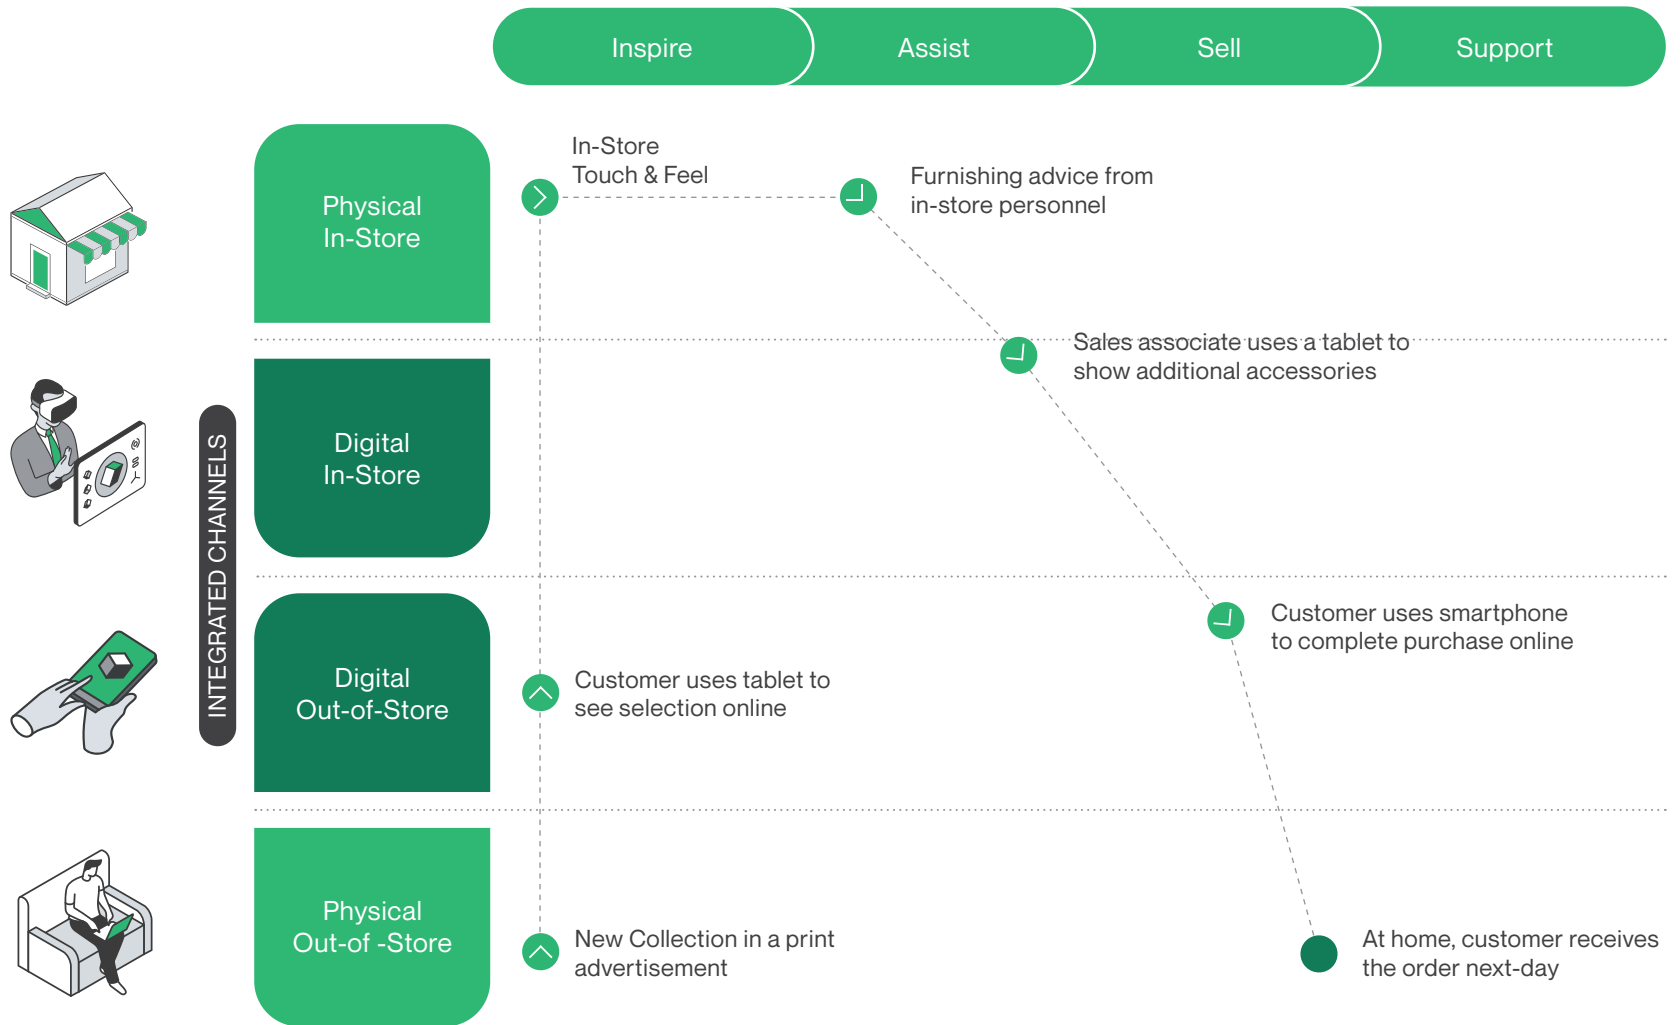 Inspire
Assist
Sell
Support
INTEGRATED CHANNELS
Physical
In-Store
In-Store
Touch & Feel
Furnishing advice from
in-store personnel
Digital
In-Store
Sales associate uses a tablet to
show additional accessories
Digital
Out-of-Store
Customer uses tablet to
see selection online
Customer uses smartphone
to complete purchase online
Physical
Out-of -Store
New Collection in a print
advertisement
At home, customer receives
the order next-day